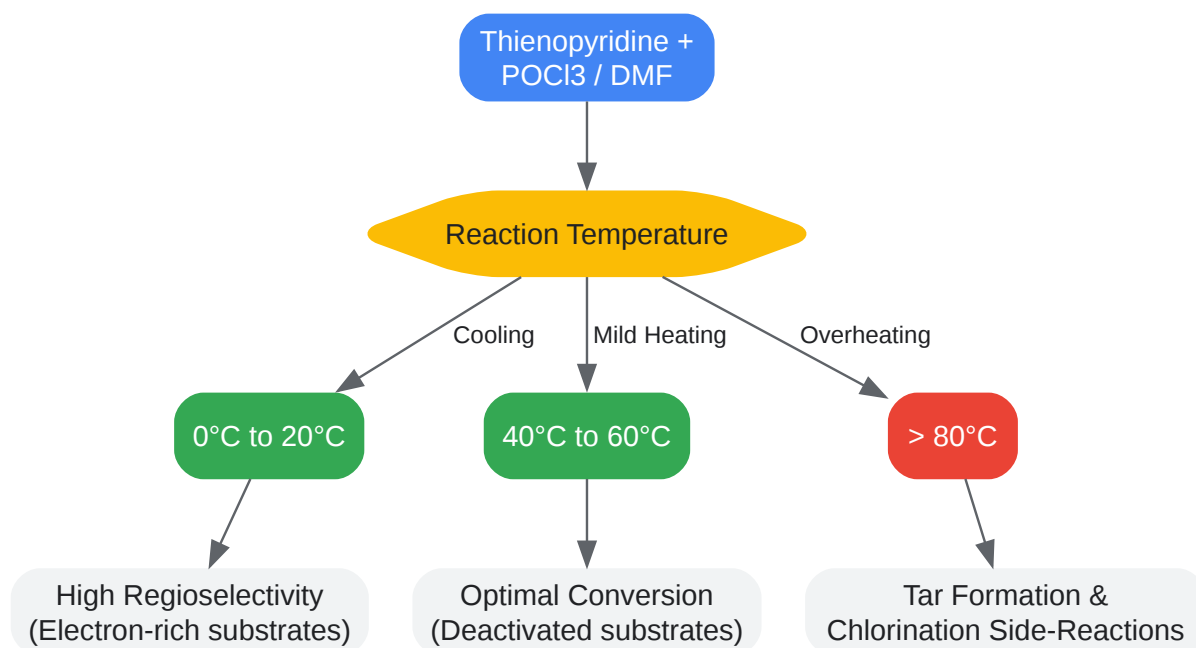 Thienopyridine +
POCl3 / DMF
Reaction Temperature
Cooling
Mild Heating
Overheating
0°C to 20°C
40°C to 60°C
> 80°C
High Regioselectivity
(Electron-rich substrates)
Optimal Conversion
(Deactivated substrates)
Tar Formation &
Chlorination Side-Reactions